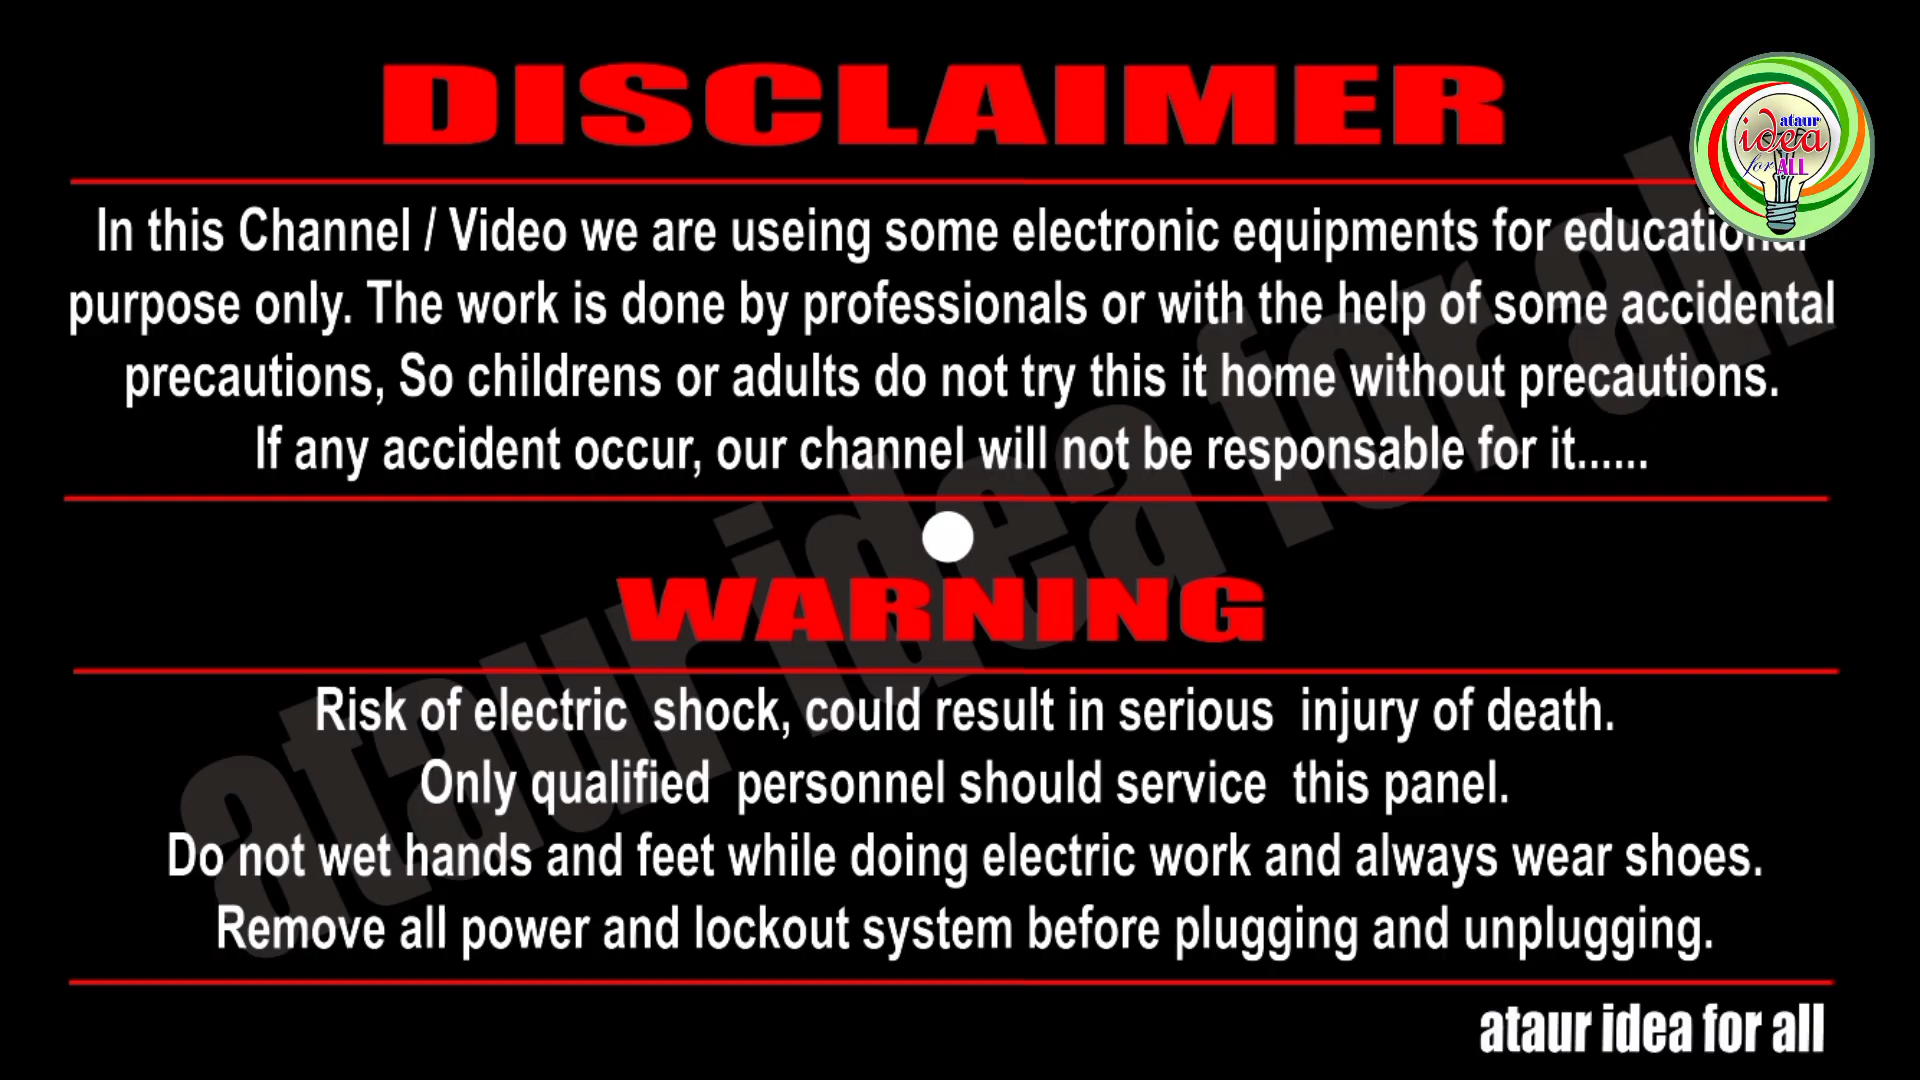 DISCLAIMER
ataur
idea
for ALL
In this Channel / Video we are useing some electronic equipments for educational
purpose only. The work is done by professionals or with the help of some accidental
precautions, So childrens or adults do not try this it home without precautions.
If any accident occur, our channel will not be responsable for it......
WARNING
Risk of electric shock, could result in serious injury of death.
Only qualified personnel should service this panel.
Do not wet hands and feet while doing electric work and always wear shoes.
Remove all power and lockout system before plugging and unplugging.
ataur idea for all
ataur idea for all